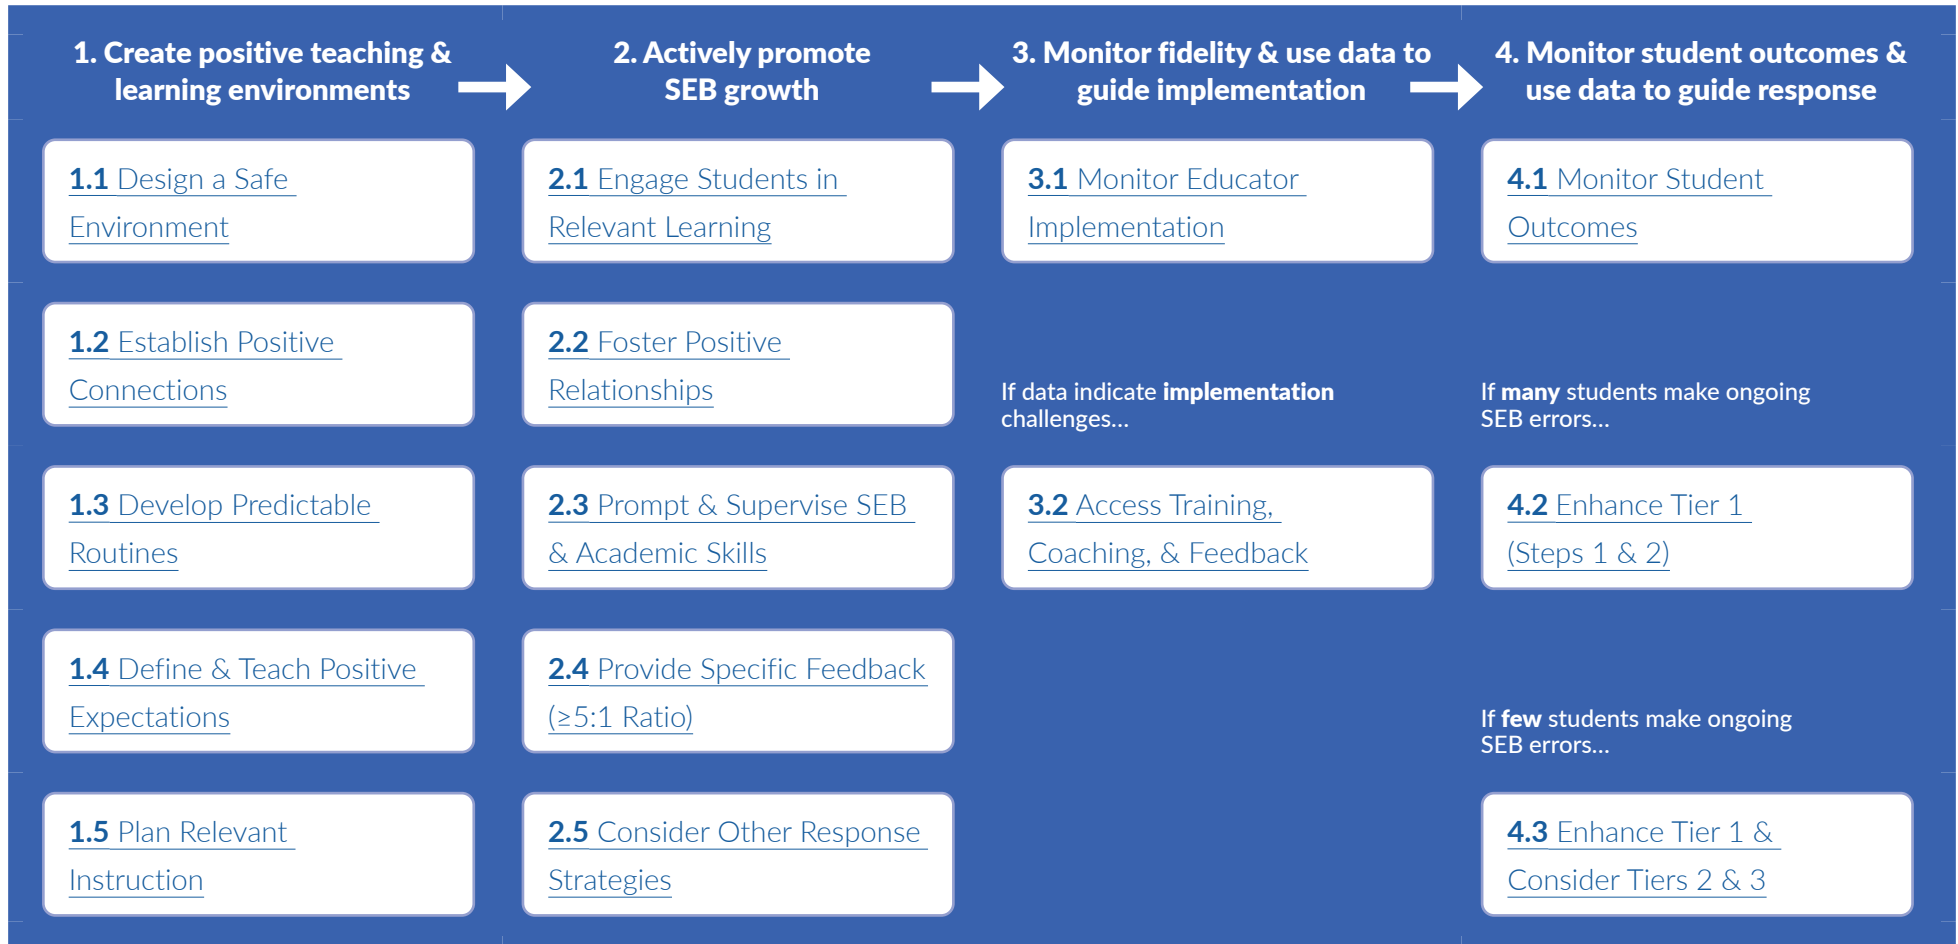 1. Create positive teaching &
learning environments
1.1 Design a Safe
Environment
1.2 Establish Positive
Connections
1.3 Develop Predictable
Routines
1.4 Define & Teach Positive
Expectations
1.5 Plan Relevant
Instruction
2. Actively promote
SEB growth
2.1 Engage Students in
Relevant Learning
2.2 Foster Positive
Relationships
2.3 Prompt & Supervise SEB
& Academic Skills
2.4 Provide Specific Feedback
(≥5:1 Ratio)
2.5 Consider Other Response
Strategies
3. Monitor fidelity & use data to
guide implementation
3.1 Monitor Educator
Implementation
If data indicate implementation
challenges...
3.2 Access Training,
Coaching, & Feedback
4. Monitor student outcomes &
use data to guide response
4.1 Monitor Student
Outcomes
If many students make ongoing
SEB errors...
4.2 Enhance Tier 1
(Steps 1 & 2)
If few students make ongoing
SEB errors...
4.3 Enhance Tier 1 &
Consider Tiers 2 & 3